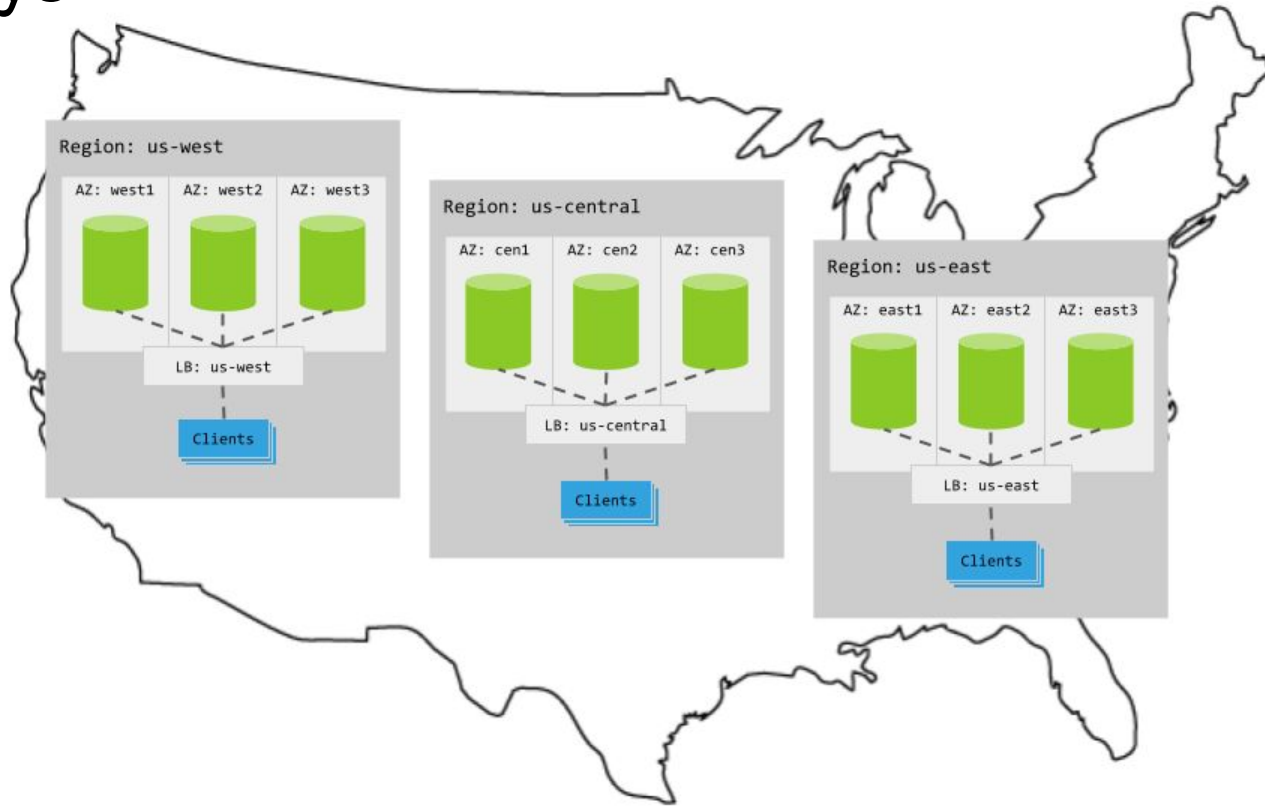 Region: us-west
AZ: west1
AZ: west2
AZ: west3
LB: us-west
Clients
Region: us-central
AZ: cen1
AZ: cen2
AZ: cen3
LB: us-central
Clients
Region: us-east
AZ: east1
AZ: east2
AZ: east3
LB: us-east
Clients